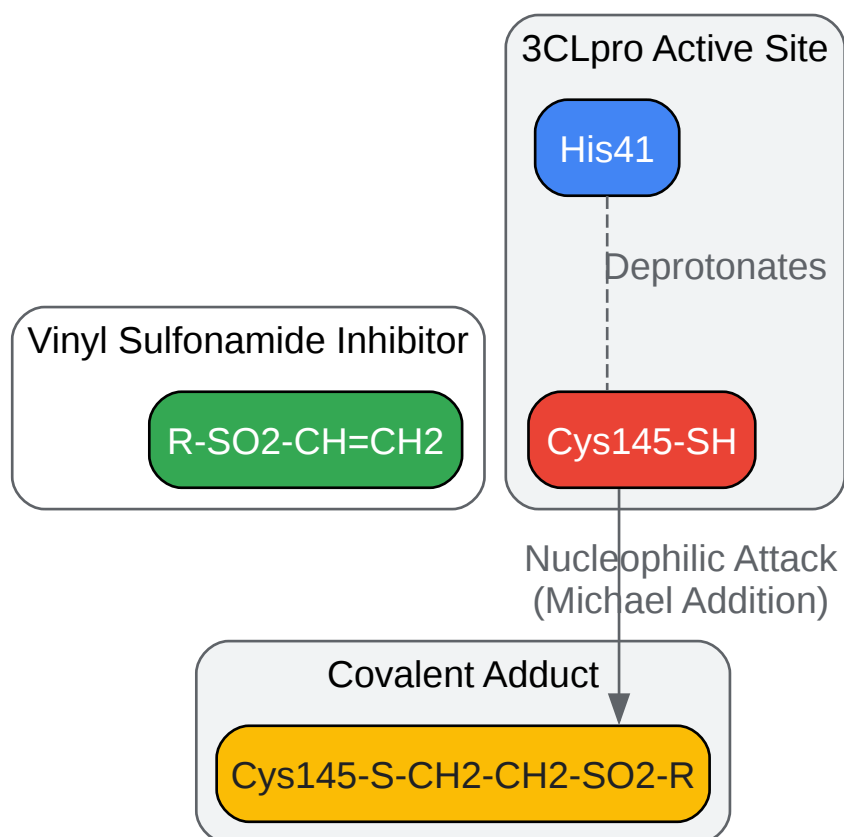 3CLpro Active Site
His41
Deprotonates
Vinyl Sulfonamide Inhibitor
R-SO2-CH=CH2
Cys145-SH
Nucleophilic Attack
(Michael Addition)
Covalent Adduct
Cys145-S-CH2-CH2-SO2-R